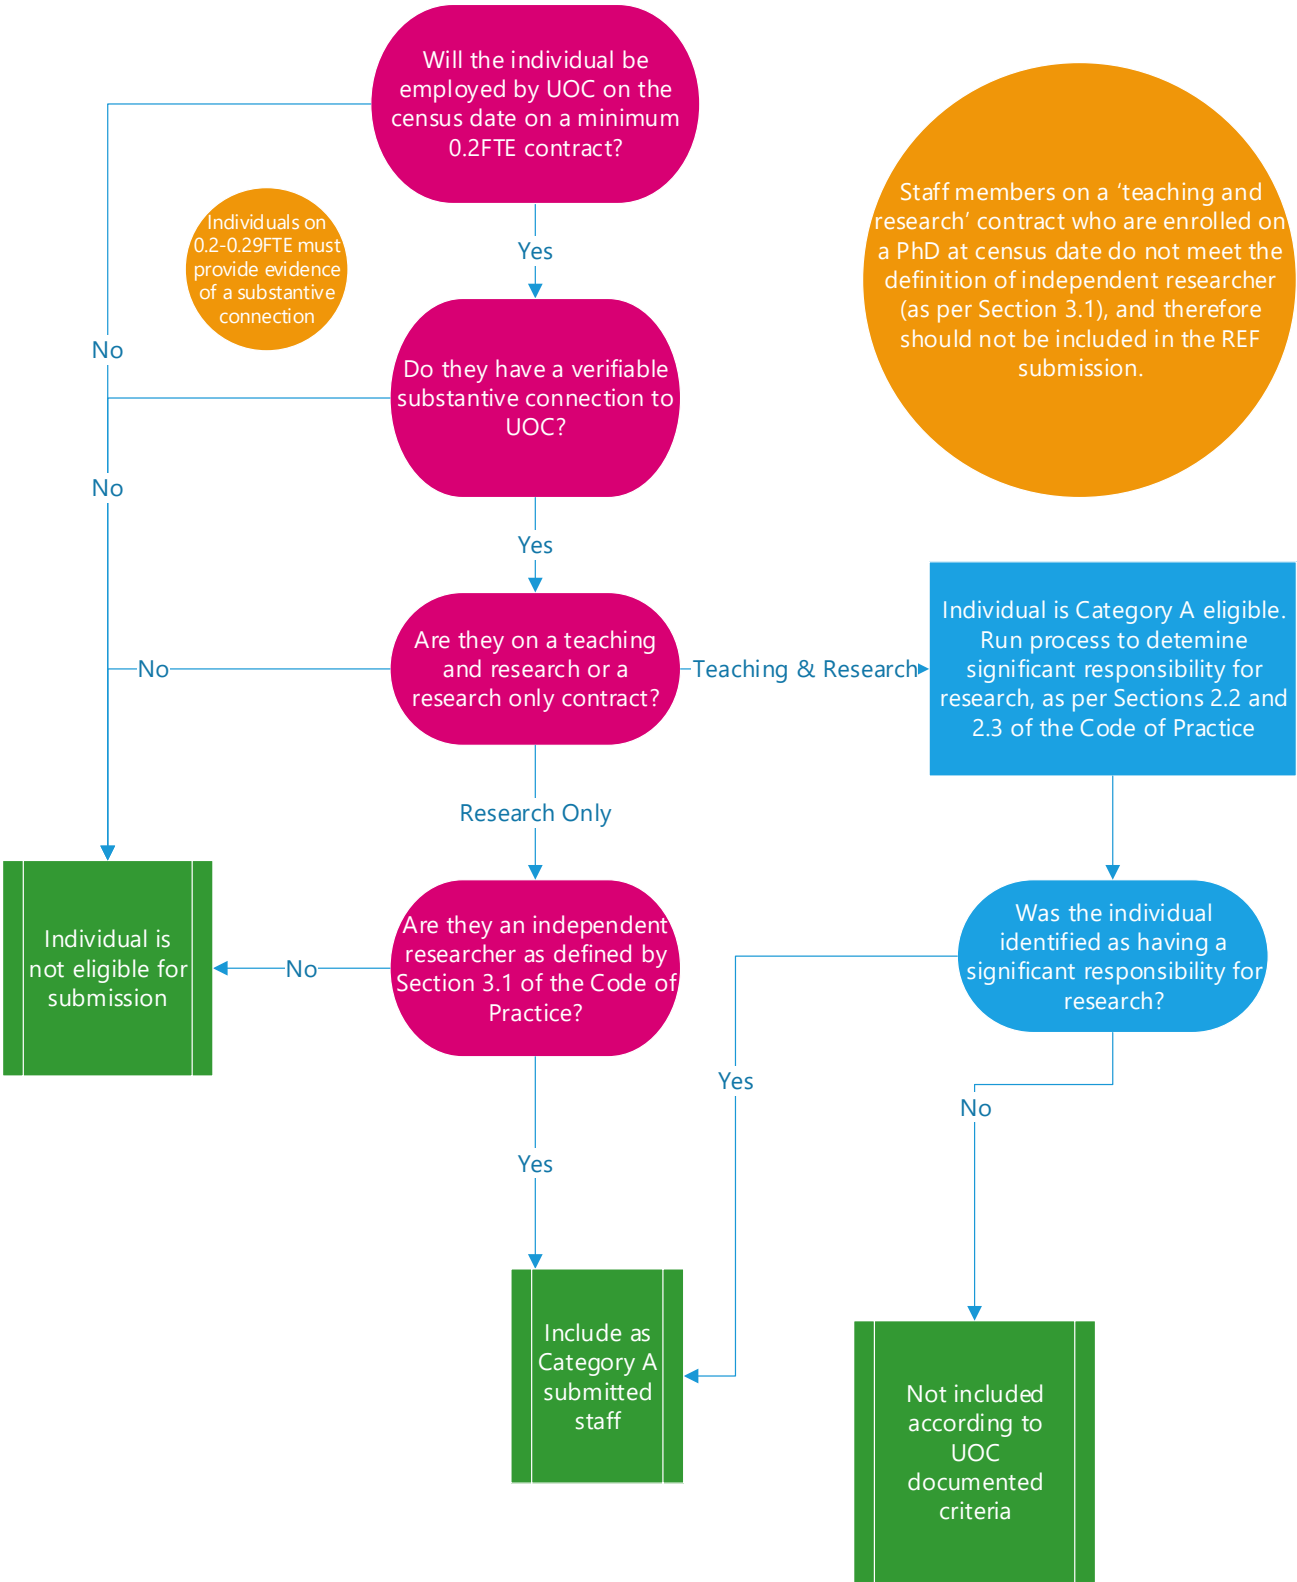 Will the individual be
employed by UOC on the
census date on a minimum
0.2FTE contract?
Staff members on a ‘teaching and
research’ contract who are enrolled on
a PhD at census date do not meet the
definition of independent researcher
(as per Section 3.1), and therefore
should not be included in the REF
submission.
Individuals on
0.2-0.29FTE must
provide evidence
of a substantive
connection
Yes
No
Do they have a verifiable
substantive connection to
UOC?
No
Yes
Are they on a teaching
and research or a
research only contract?
No
Teaching & Research
Individual is Category A eligible.
Run process to detemine
significant responsibility for
research, as per Sections 2.2 and
2.3 of the Code of Practice
Research Only
Individual is
not eligible for
submission
No
Are they an independent
researcher as defined by
Section 3.1 of the Code of
Practice?
Was the individual
identified as having a
significant responsibility for
research?
Yes
No
Yes
Include as
Category A
submitted
staff
Not included
according to
UOC
documented
criteria